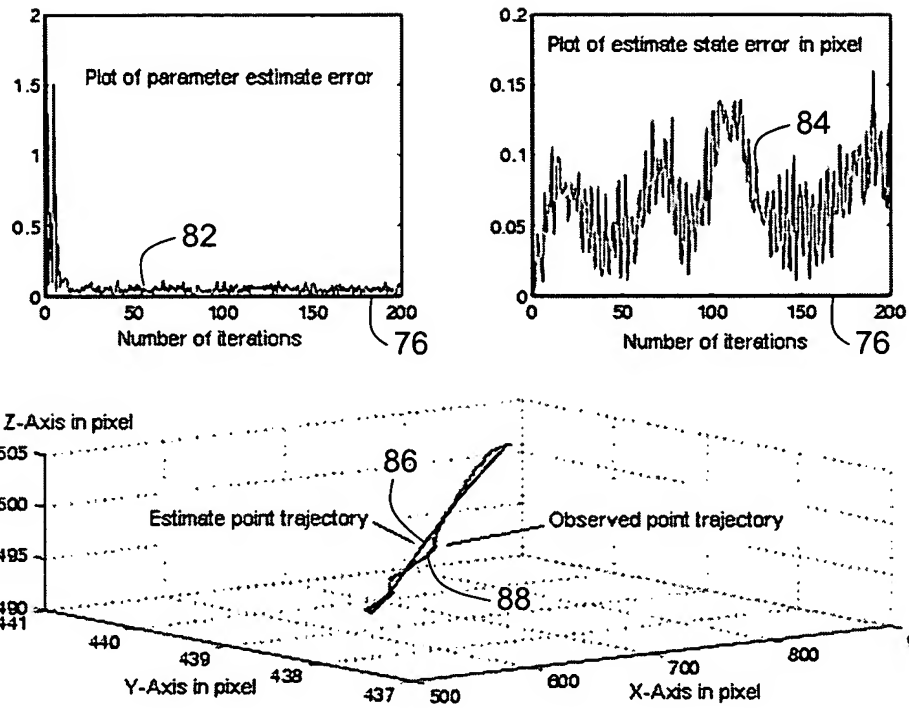 2
1.5
1
0.5
0
Plot of parameter estimate error
82
0 50 100 150 200
Number of iterations
76
0.2
0.15
0.1
0.05
0
Plot of estimate state error in pixel
84
0 50 100 150 200
Number of iterations
76
Z-Axis in pixel
505
500
495
490
86
Estimate point trajectory
Observed point trajectory
88
441
440
439
438
437
Y-Axis in pixel
500
600
700
800
X-Axis in pixel